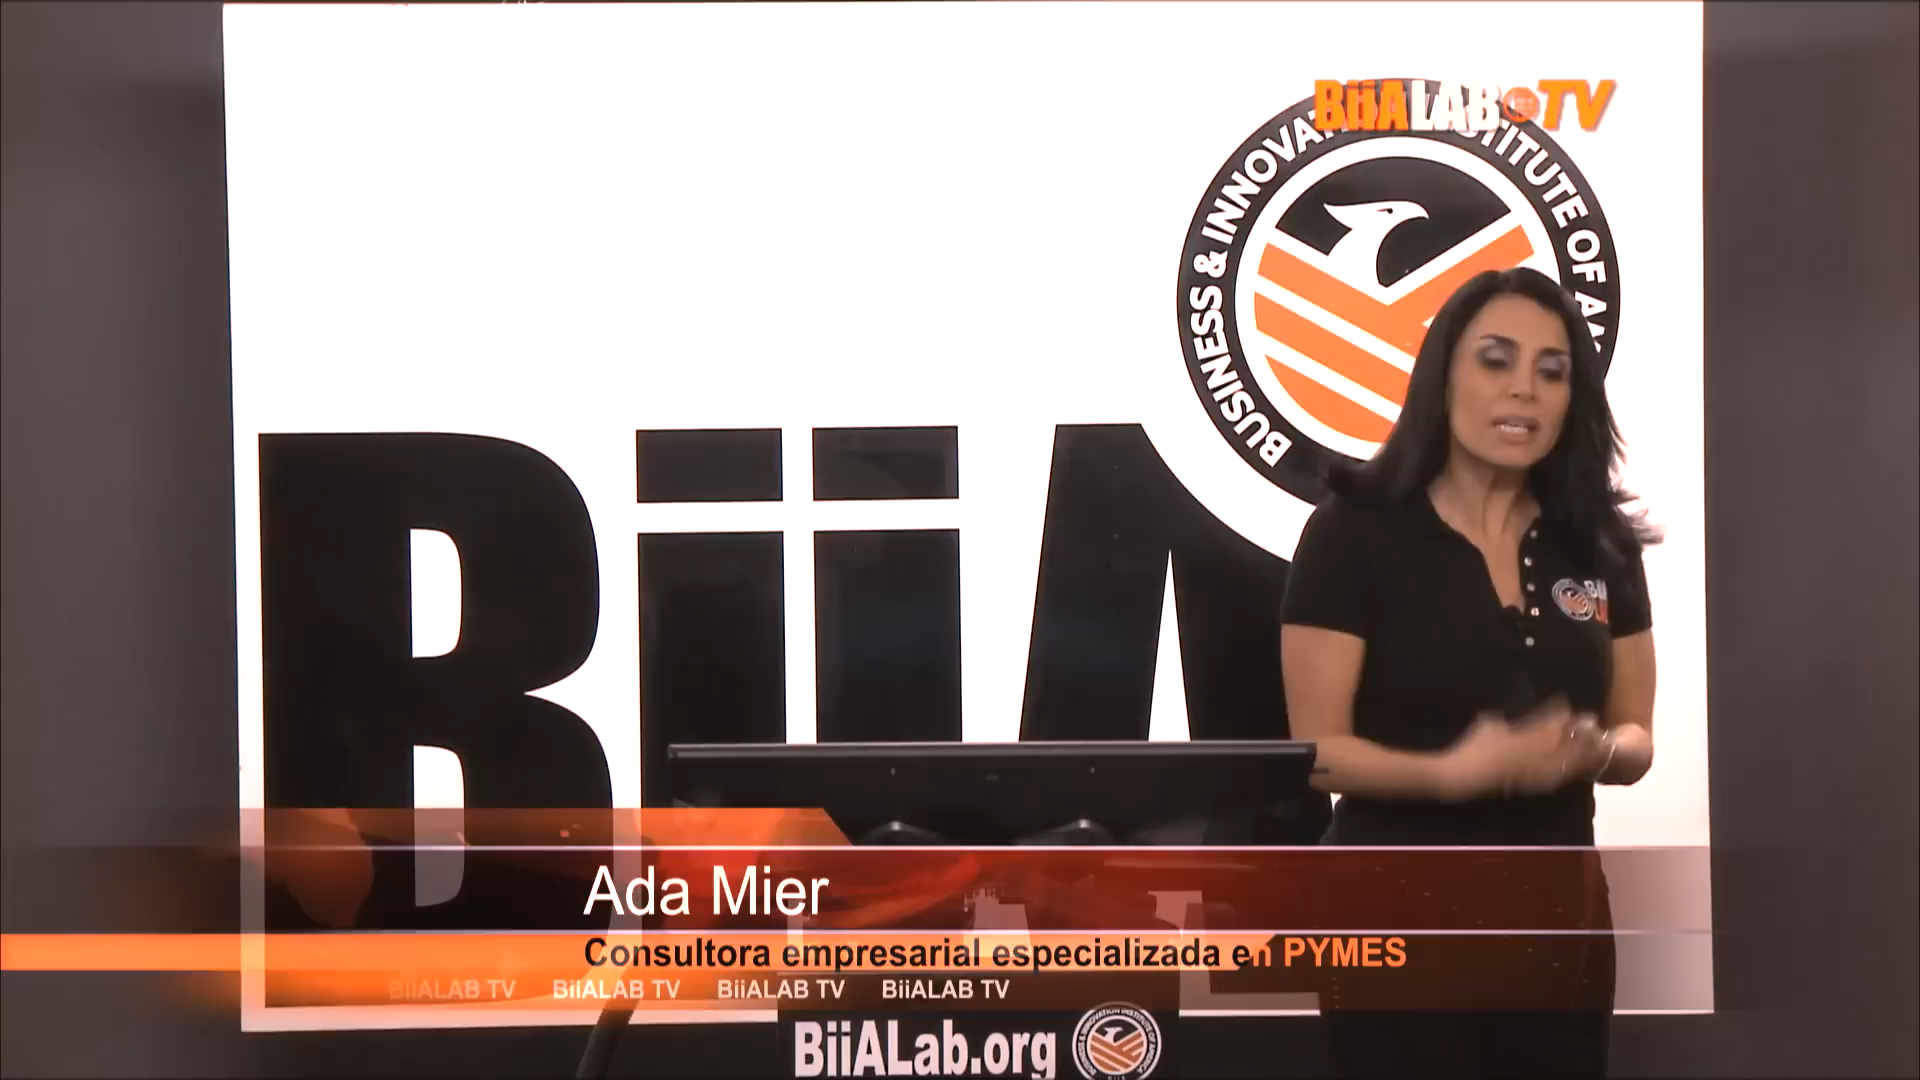 BiiALAB TV
BUSINESS & INNOVATION INSTITUTE OF
BiiA
Ada Mier
Consultora empresarial especializada en PYMES
BiiALAB TV BiiALAB TV BiiALAB TV BiiALAB TV
BiiALab.org